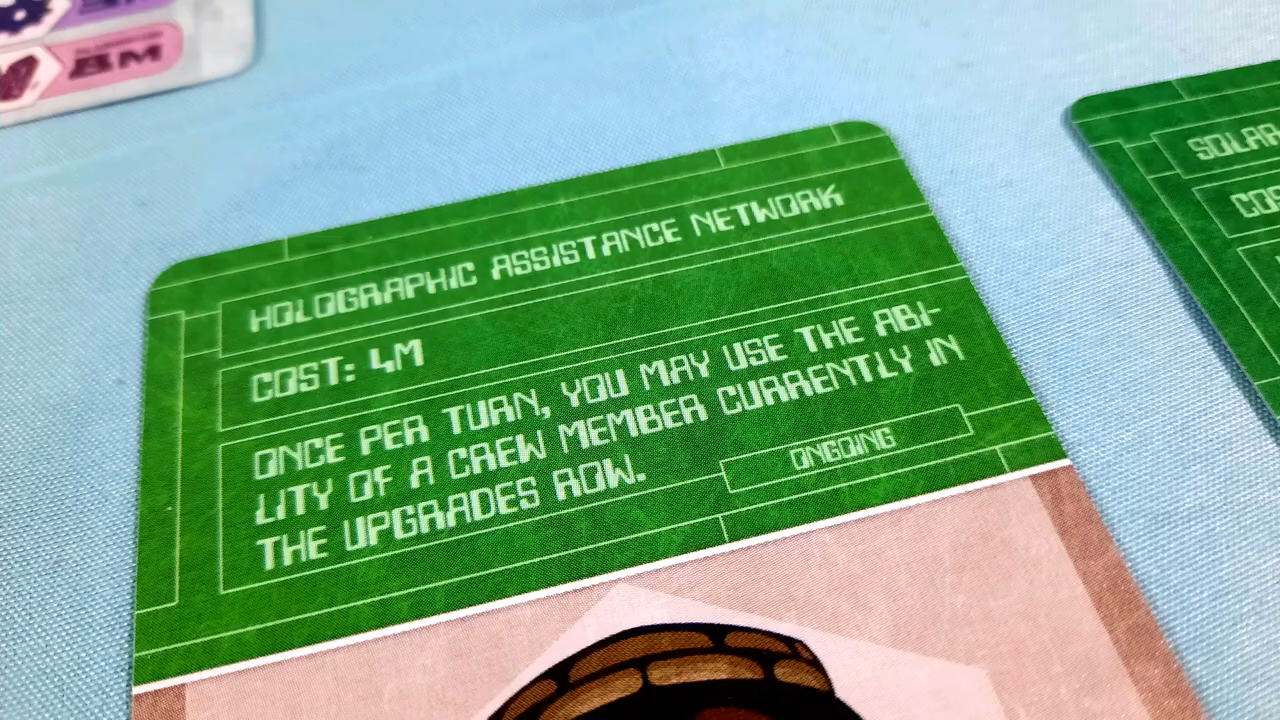 8M
HOLOGRAPHIC ASSISTANCE NETWORK
COST: 4M
ONCE PER TURN, YOU MAY USE THE ABI-
LITY OF A CREW MEMBER CURRENTLY IN
THE UPGRADES ROW.
ONGOING
SOLAR